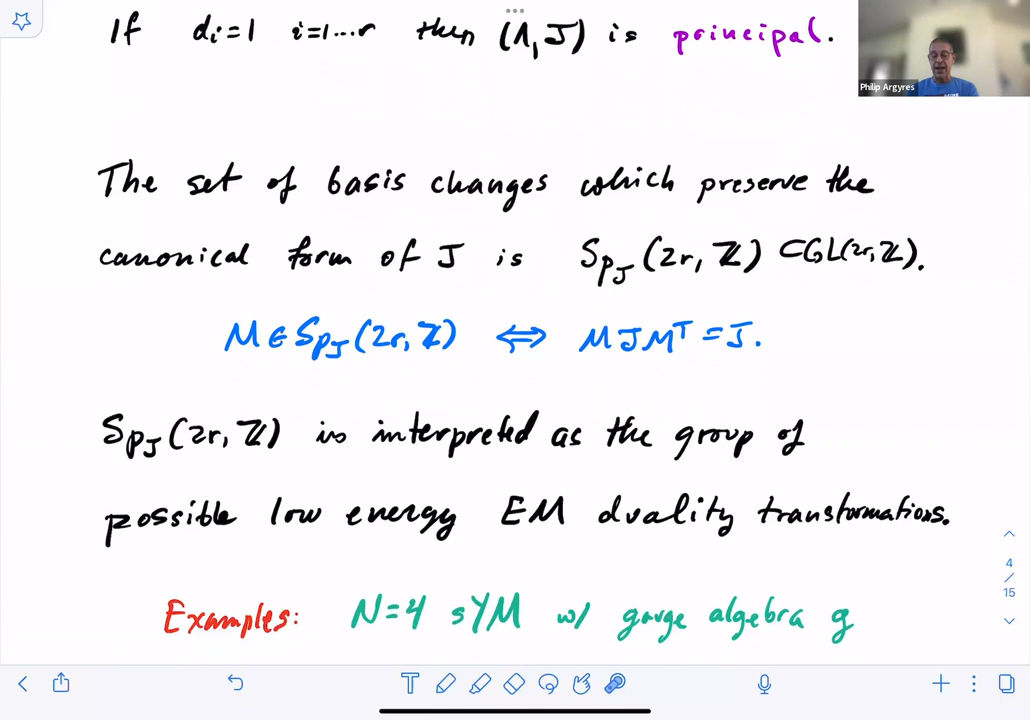 If di=1 i=1...r then (Λ,J) is principal.
Philip Argyres
The set of basis changes which preserve the
canonical form of J is Sp_J(2r, ℤ) ⊂ GL(2r,ℤ).
M ∈ Sp_J(2r, ℤ) ⟺ M J M^T = J.
Sp_J(2r, ℤ) is interpreted as the group of
possible low energy EM duality transformations.
4
/
15
Examples: N=4 sYM w/ gauge algebra g
T